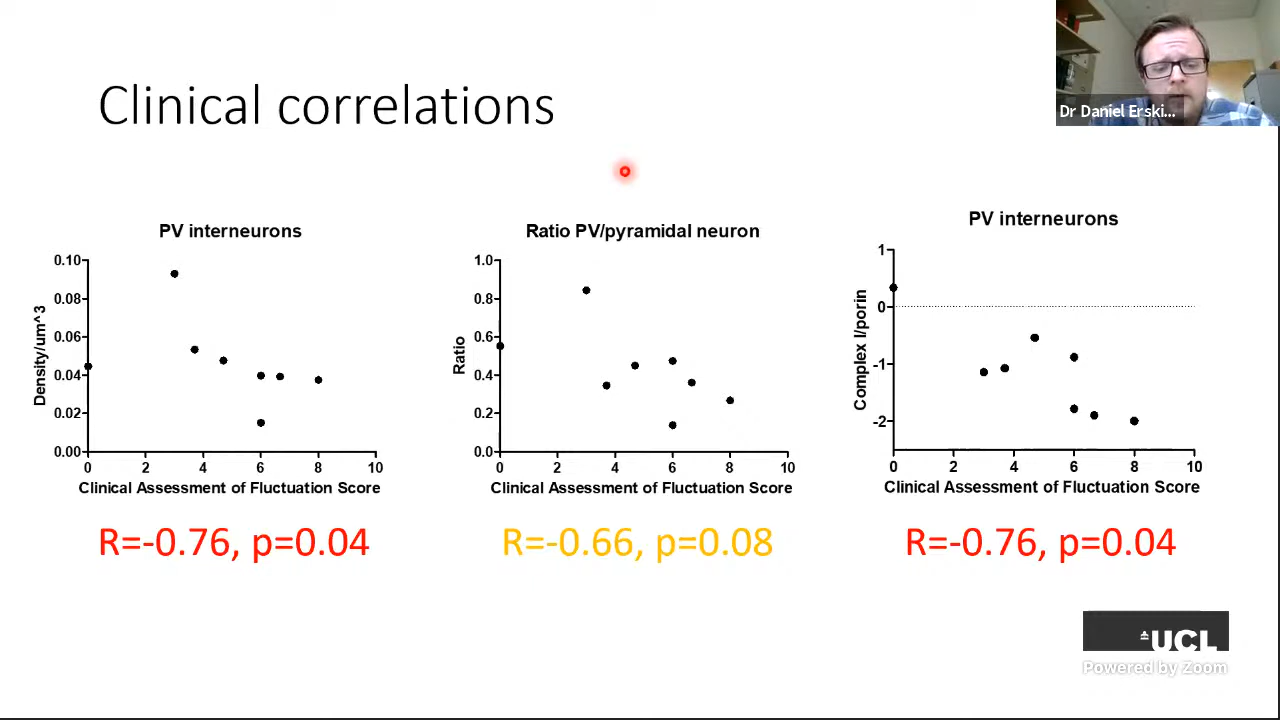 Clinical correlations
Dr Daniel Erski...
PV interneurons
0.10
0.08
0.06
0.04
0.02
0.00
Density/um^3
0 2 4 6 8 10
Clinical Assessment of Fluctuation Score
R=-0.76, p=0.04
Ratio PV/pyramidal neuron
1.0
0.8
0.6
0.4
0.2
0.0
Ratio
0 2 4 6 8 10
Clinical Assessment of Fluctuation Score
R=-0.66, p=0.08
PV interneurons
1
0
-1
-2
Complex I/porin
0 2 4 6 8 10
Clinical Assessment of Fluctuation Score
R=-0.76, p=0.04
UCL
Powered by Zoom